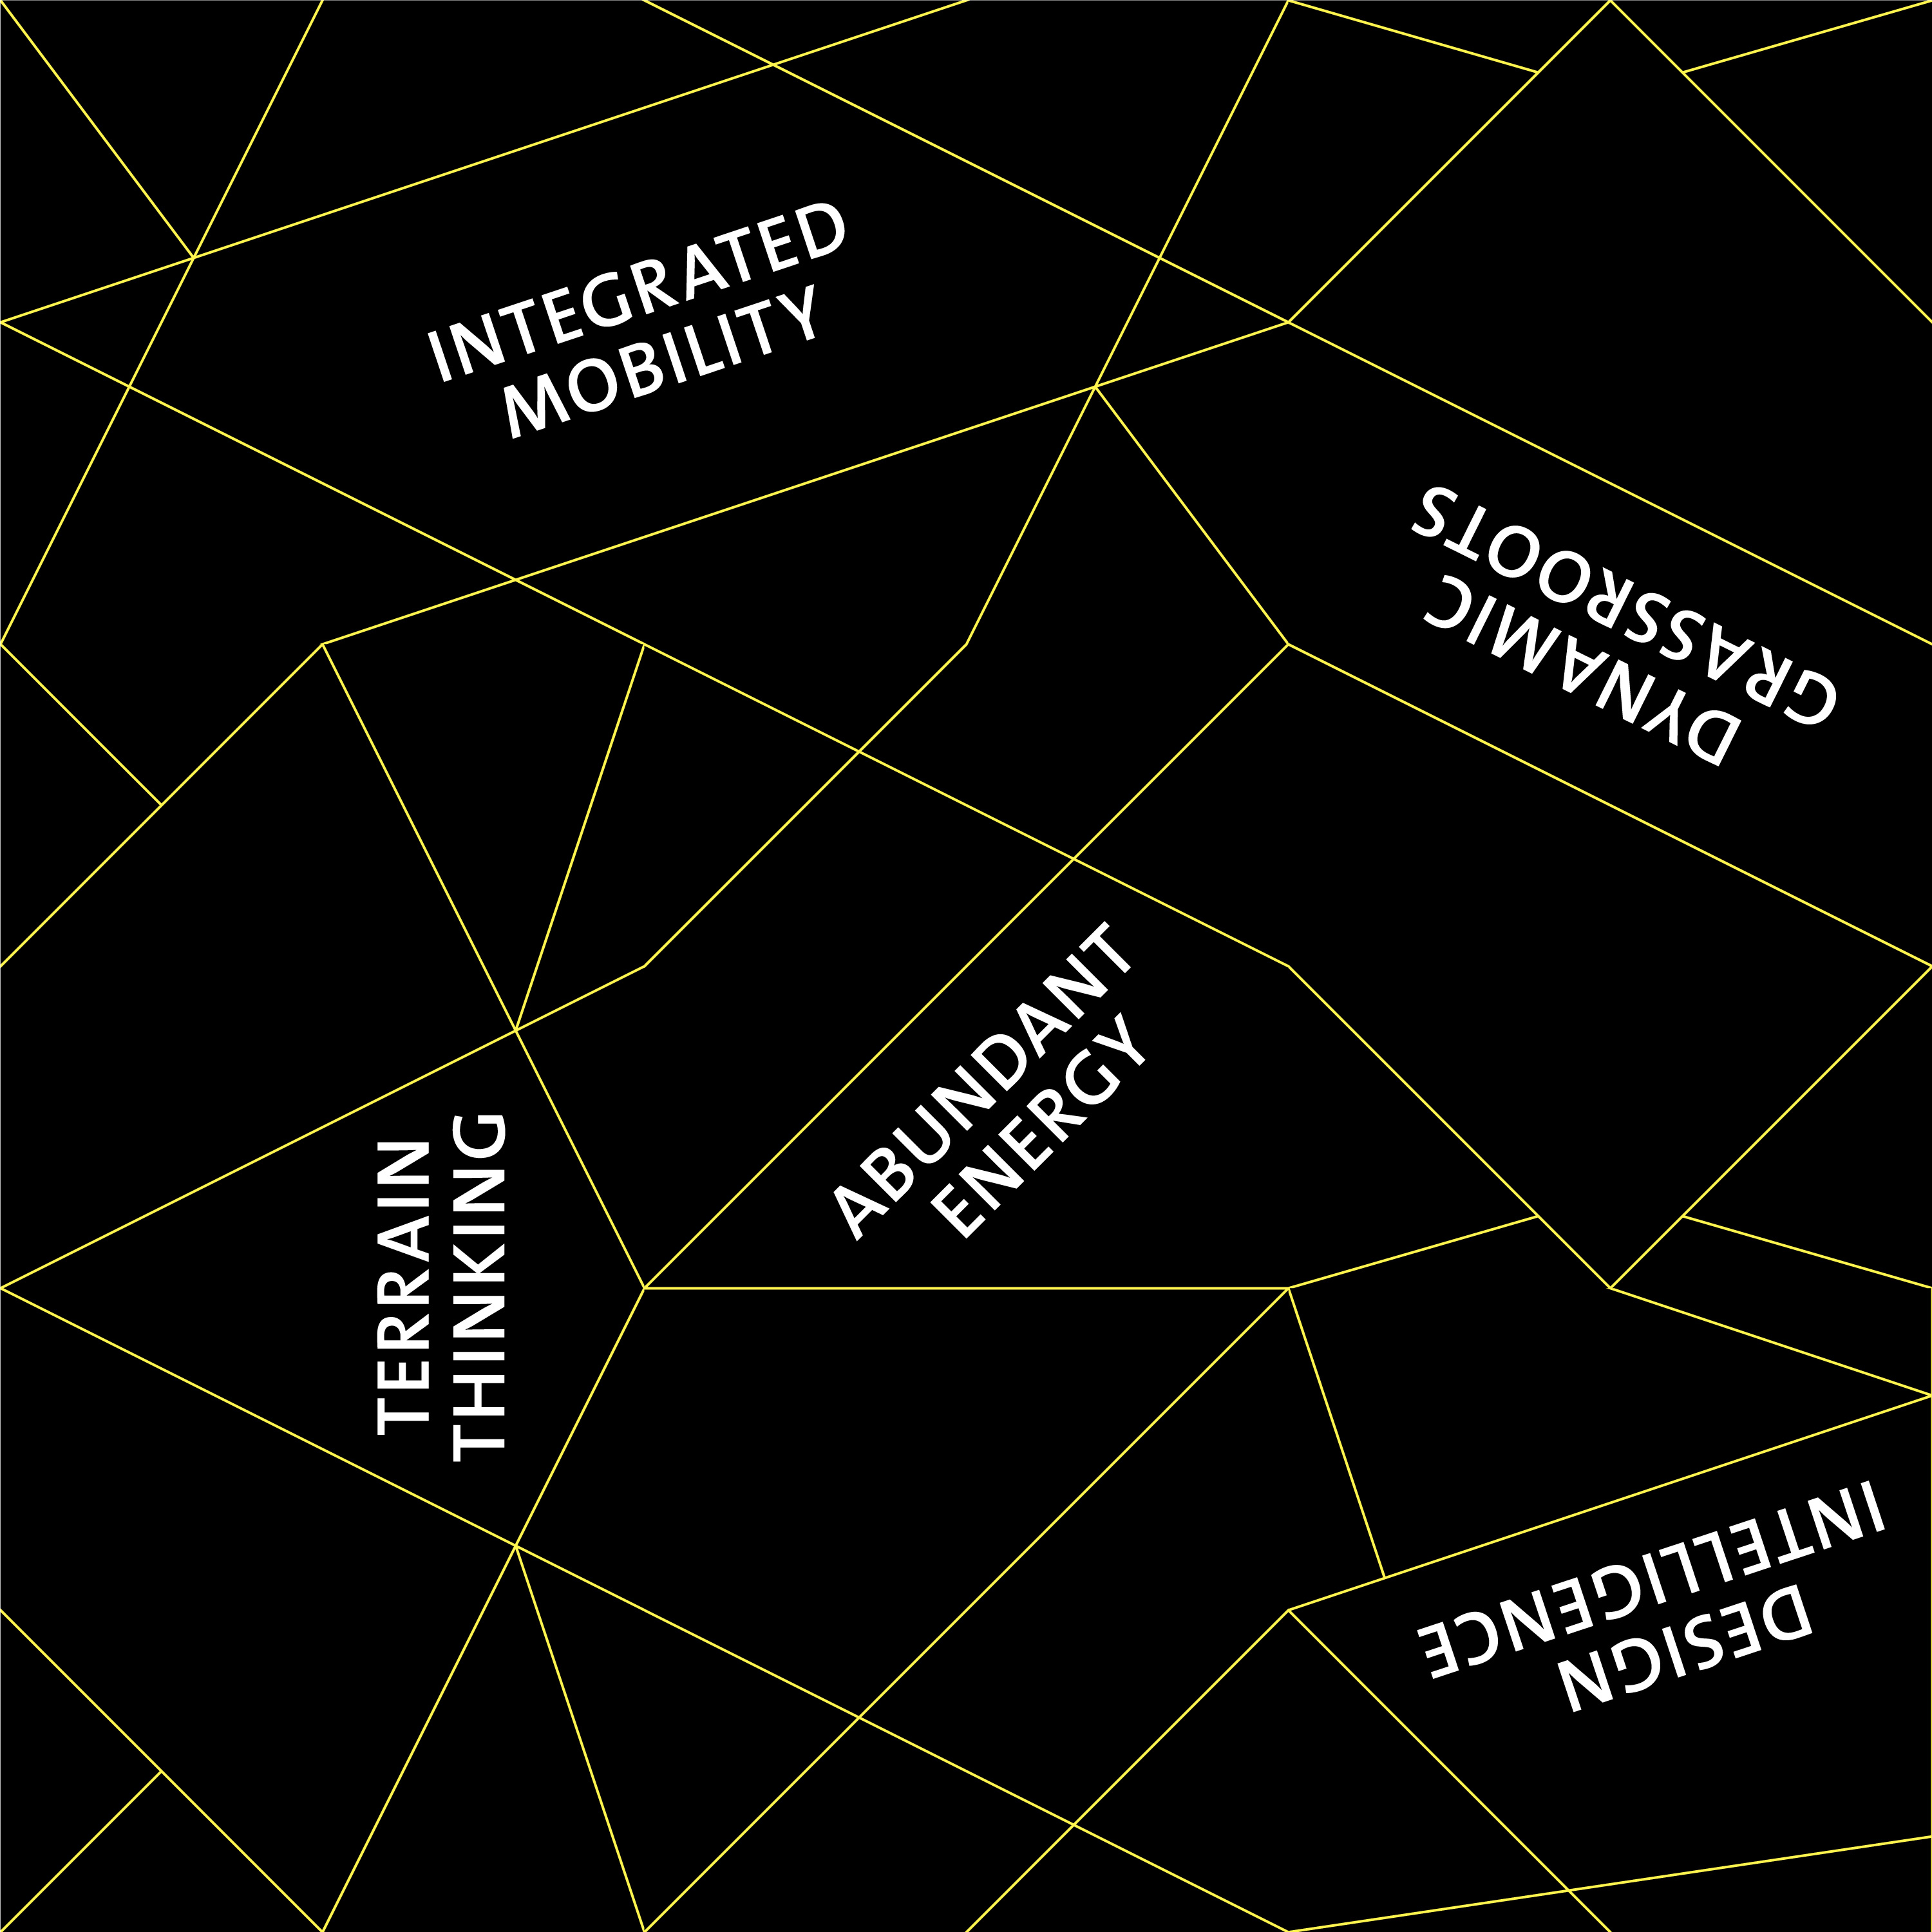 DESIGN
INTELLIGENCE
TERRAIN
THINKING
ABUNDANT
ENERGY
DYNAMIC
GRASSROOTS
INTEGRATED
MOBILITY